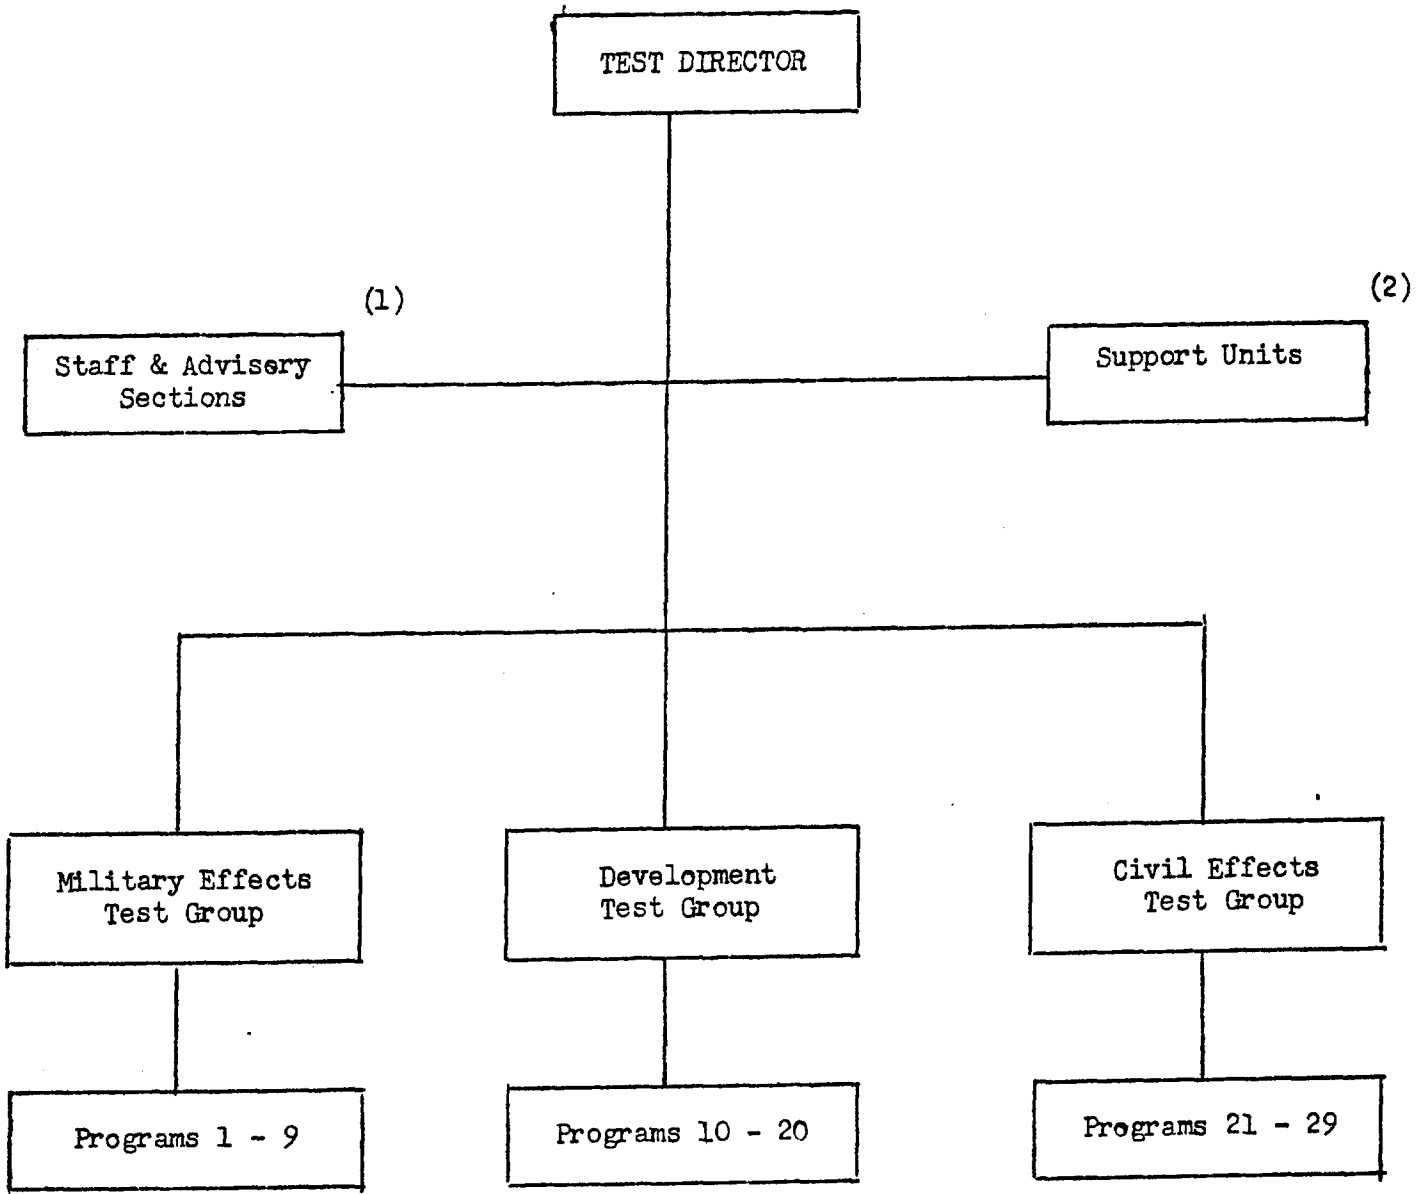 TEST DIRECTOR
(1)
(2)
Staff & Advisory
Sections
Support Units
Military Effects
Test Group
Development
Test Group
Civil Effects
Test Group
Programs 1 - 9
Programs 10 - 20
Programs 21 - 29